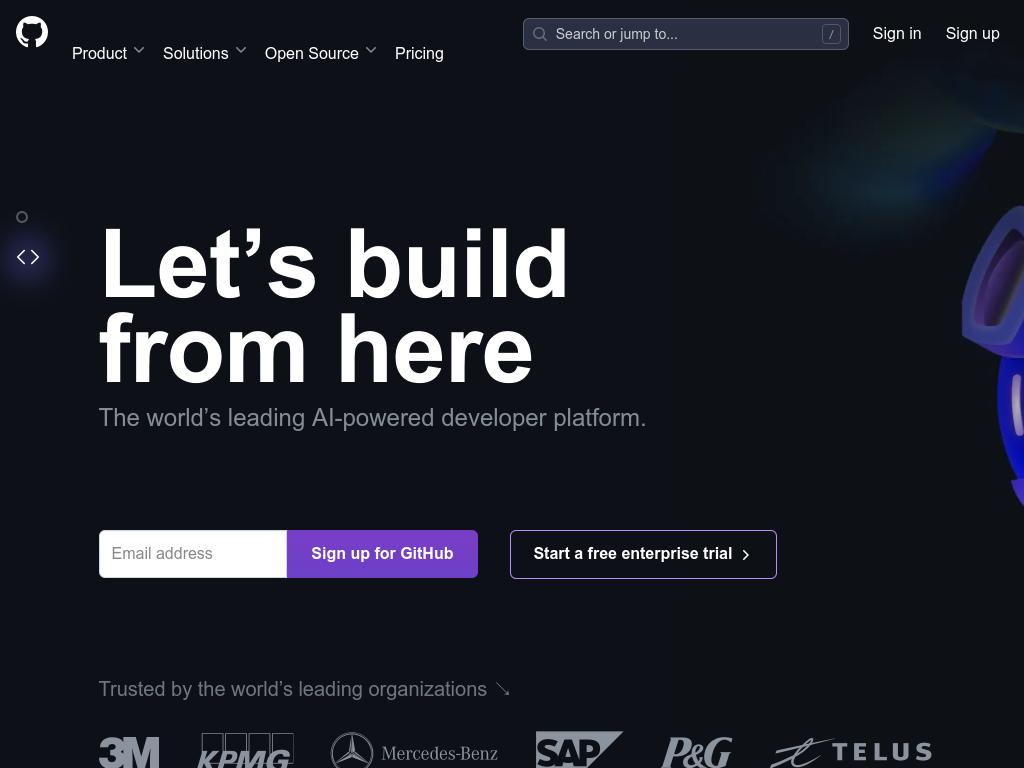 Product
Solutions
Open Source
Pricing
Search or jump to...
/
Sign in
Sign up
Let’s build
from here
The world’s leading AI-powered developer platform.
Email address
Sign up for GitHub
Start a free enterprise trial
Trusted by the world’s leading organizations ↘
3M
KPMG
Mercedes-Benz
SAP
P&G
TELUS